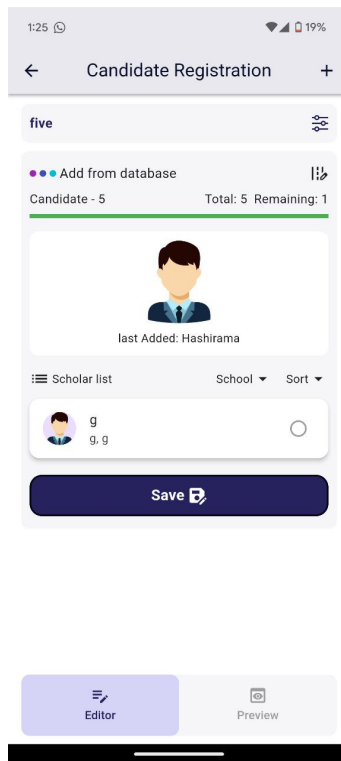 1:25 19%
Candidate Registration
five
Add from database
Candidate - 5 Total: 5 Remaining: 1
last Added: Hashirama
Scholar list School Sort
g
g, g
Save
Editor Preview